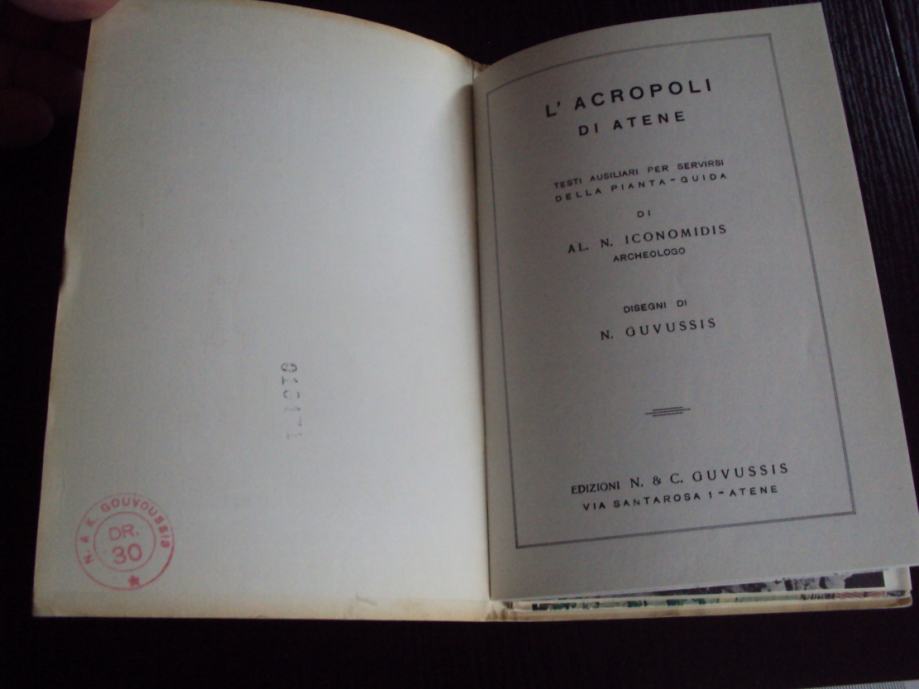 N. & K. GOUVOUSSIS
DR.
30
L' ACROPOLI
DI ATENE
TESTI AUSILIARI PER SERVIRSI
DELLA PIANTA-GUIDA
DI
AL. N. ICONOMIDIS
ARCHEOLOGO
DISEGNI DI
N. GUVUSSIS
EDIZIONI N. & C. GUVUSSIS
VIA SANTAROSA 1 - ATENE